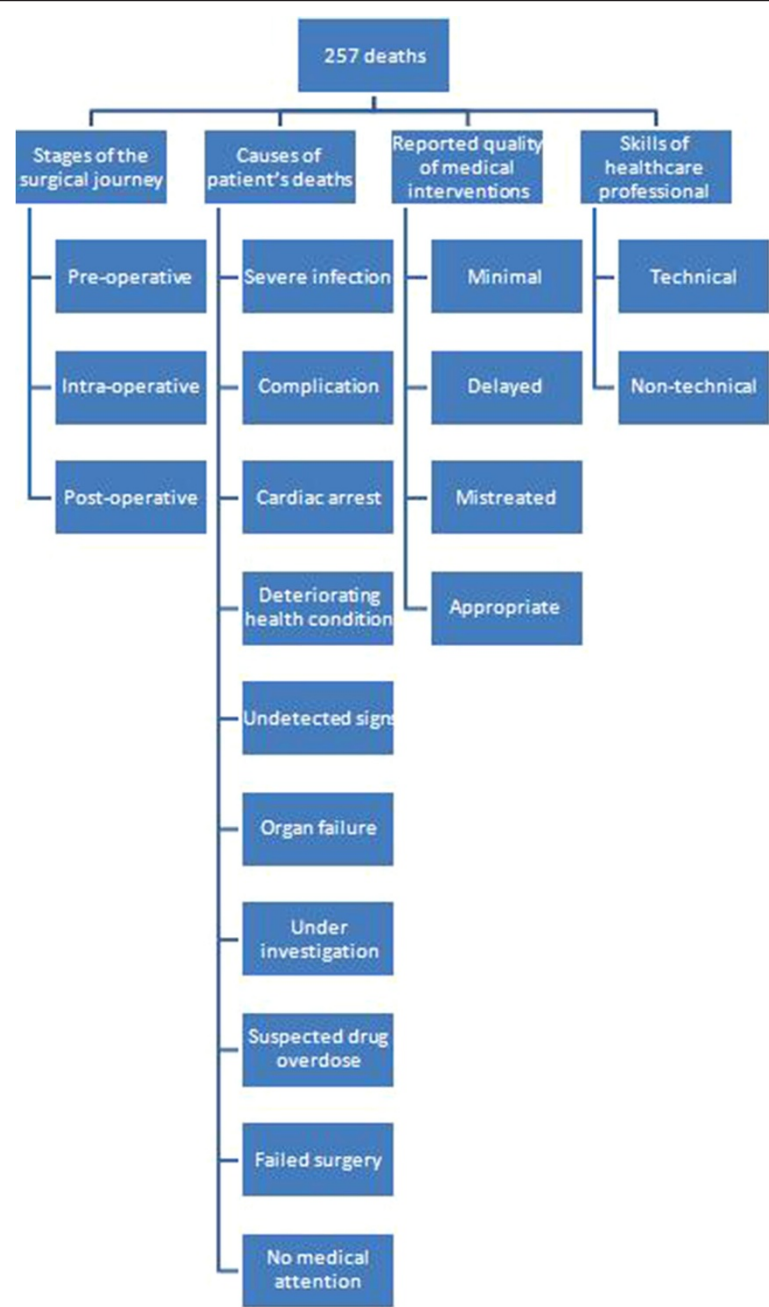 257 deaths
Stages of the
surgical journey
Pre-operative
Intra-operative
Post-operative
Causes of
patient's deaths
Severe infection
Complication
Cardiac arrest
Deteriorating
health condition
Undetected signs
Organ failure
Under
investigation
Suspected drug
overdose
Failed surgery
No medical
attention
Reported quality
of medical
interventions
Minimal
Delayed
Mistreated
Appropriate
Skills of
healthcare
professional
Technical
Non-technical